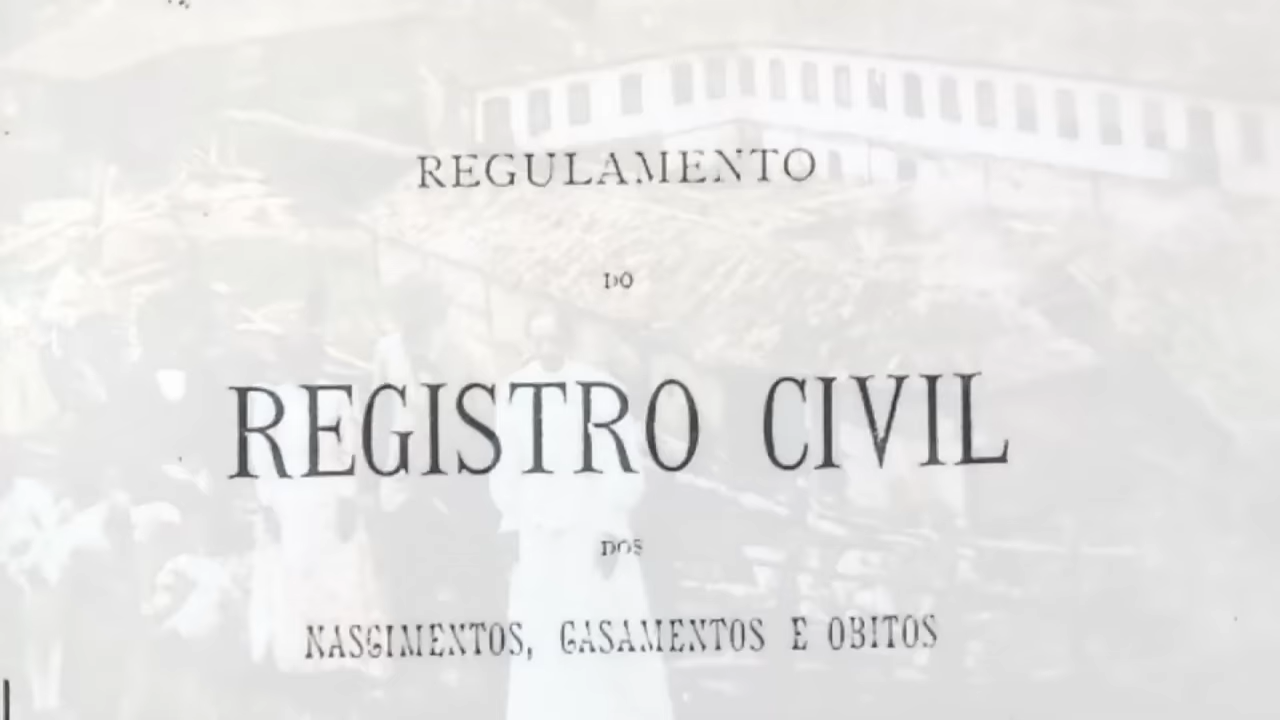 REGULAMENTO
DO
REGISTRO CIVIL
DOS
NASCIMENTOS, CASAMENTOS E OBITOS